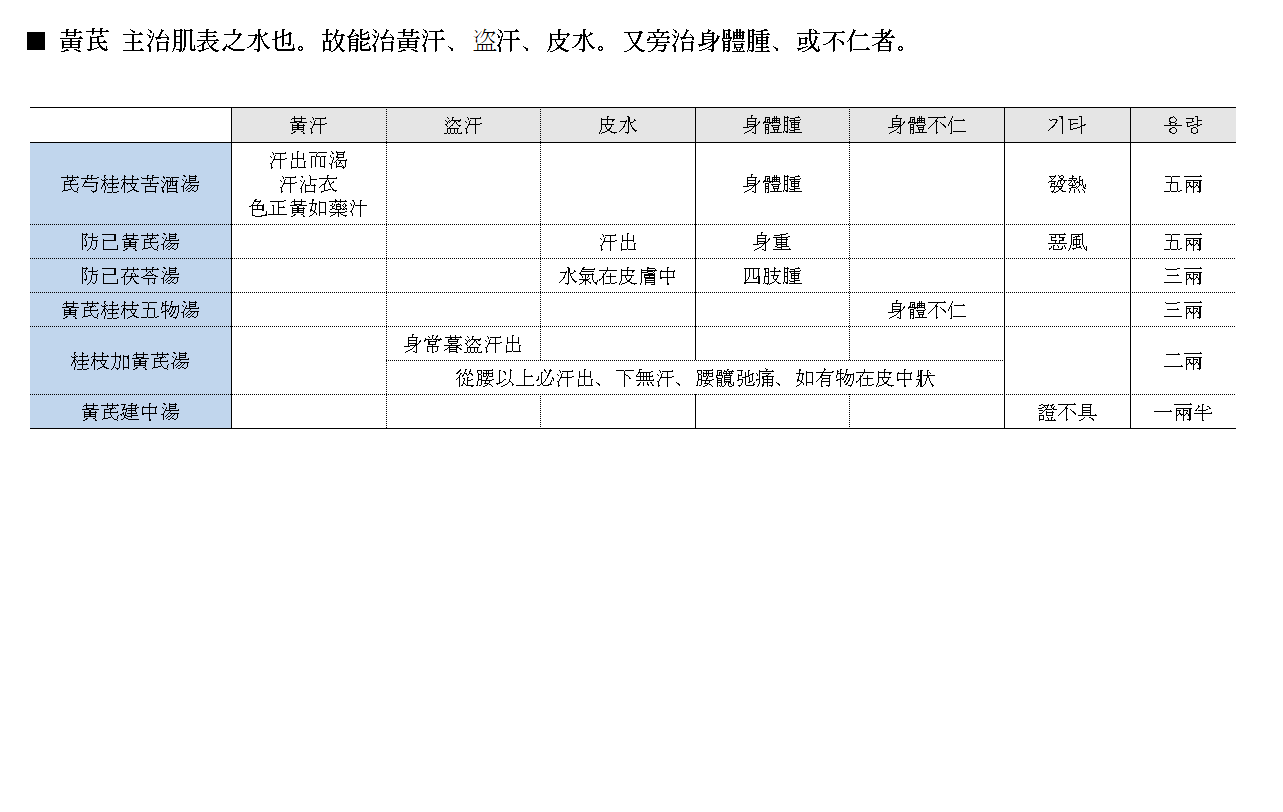 ■ 黃芪 主治肌表之水也。故能治黃汗、盜汗、皮水。又旁治身體腫、或不仁者。
黃汗 盜汗 皮水 身體腫 身體不仁 기타 용량
芪芍桂枝苦酒湯 汗出而渴 汗沾衣 色正黃如藥汁 身體腫 發熱 五兩
防己黃芪湯 汗出 身重 惡風 五兩
防己茯苓湯 水氣在皮膚中 四肢腫 三兩
黃芪桂枝五物湯 身體不仁 三兩
桂枝加黃芪湯 身常暮盜汗出 二兩
從腰以上必汗出、下無汗、腰髖弛痛、如有物在皮中狀
黃芪建中湯 證不具 一兩半